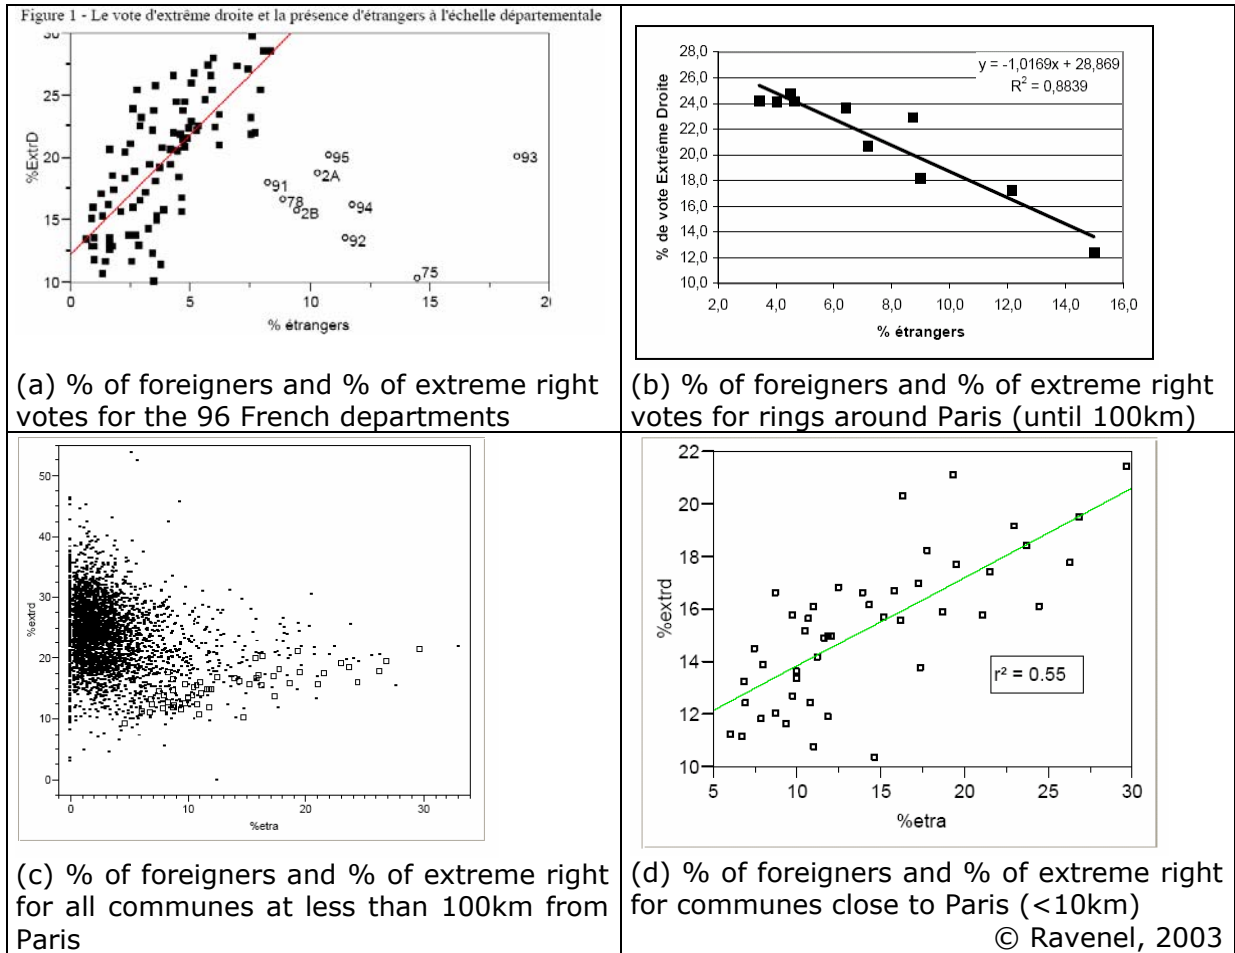 Figure 1 - Le vote d'extrême droite et la présence d'étrangers à l'échelle départementale
30
25
20
15
10
%ExtrD
95
93
2A
91
78
2B
94
92
75
0
5
10
15
% étrangers
(a) % of foreigners and % of extreme right
votes for the 96 French departments
28,0
26,0
24,0
22,0
20,0
18,0
16,0
14,0
12,0
10,0
% de vote Extrême Droite
y = -1,0169x + 28,869
R² = 0,8839
2,0
4,0
6,0
8,0
10,0
12,0
14,0
16,0
% étrangers
(b) % of foreigners and % of extreme right
votes for rings around Paris (until 100km)
50
40
30
20
10
0
%extrd
0
10
20
30
%etra
(c) % of foreigners and % of extreme right
for all communes at less than 100km from
Paris
22
20
18
16
14
12
10
%extrd
r² = 0.55
5
10
15
20
25
30
%etra
(d) % of foreigners and % of extreme right
for communes close to Paris (<10km)
© Ravenel, 2003